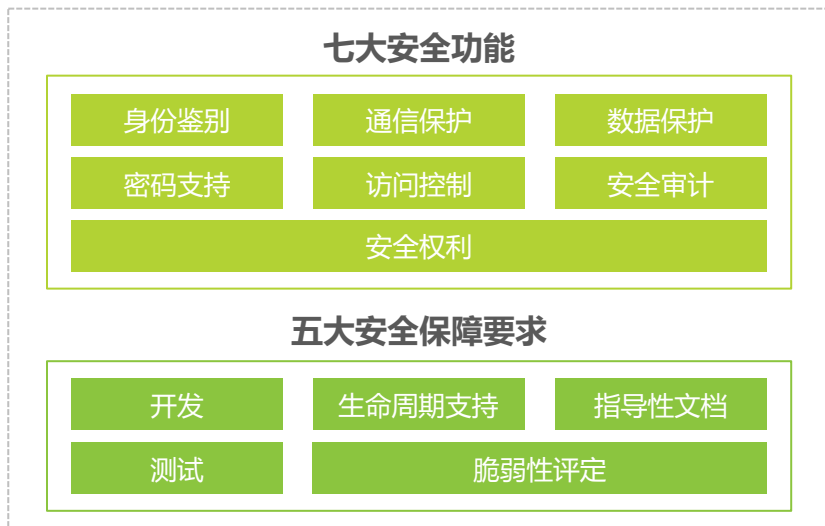 七大安全功能
身份鉴别 通信保护 数据保护
密码支持 访问控制 安全审计
安全权利
五大安全保障要求
开发 生命周期支持 指导性文档
测试 脆弱性评定